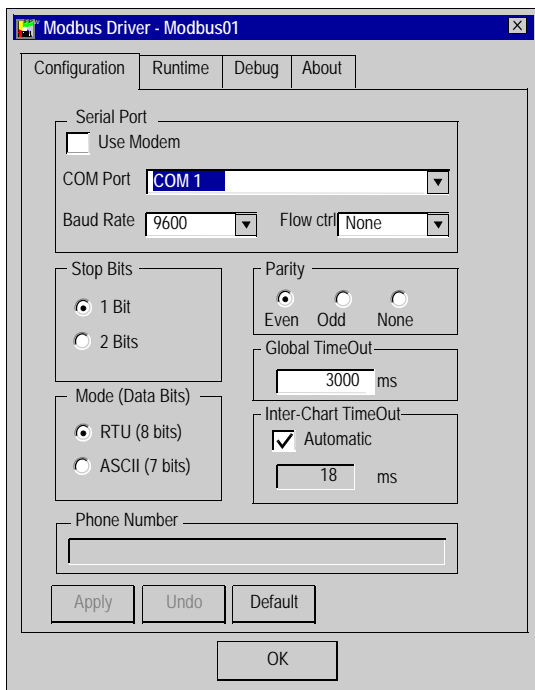 Modbus Driver - Modbus01
Configuration Runtime Debug About
Serial Port
Use Modem
COM Port COM 1
Baud Rate 9600 Flow ctrl None
Stop Bits
1 Bit
2 Bits
Parity
Even Odd None
Global TimeOut
3000 ms
Mode (Data Bits)
RTU (8 bits)
ASCII (7 bits)
Inter-Chart TimeOut
Automatic
18 ms
Phone Number
Apply Undo Default
OK